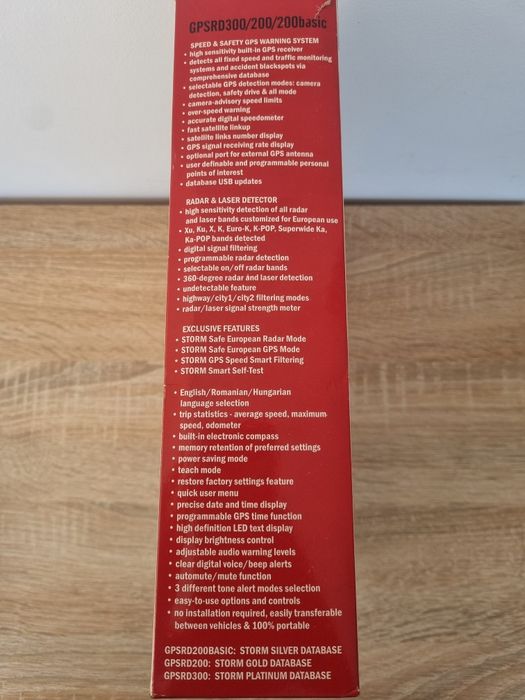 GPSRD300/200/200basic
SPEED & SAFETY GPS WARNING SYSTEM
• high sensitivity built-in GPS receiver
• detects all fixed speed and traffic monitoring
systems and accident blackspots via
comprehensive database
• selectable GPS detection modes: camera
detection, safety drive & all mode
• camera-advisory speed limits
• over-speed warning
• accurate digital speedometer
• fast satellite linkup
• satellite links number display
• GPS signal receiving rate display
• optional port for external GPS antenna
• user definable and programmable personal
points of interest
• database USB updates
RADAR & LASER DETECTOR
• high sensitivity detection of all radar
and laser bands customized for European use
• Xu, Ku, X, K, Euro-K, K-POP, Superwide Ka,
Ka-POP bands detected
• digital signal filtering
• programmable radar detection
• selectable on/off radar bands
• 360-degree radar and laser detection
• undetectable feature
• highway/city1/city2 filtering modes
• radar/laser signal strength meter
EXCLUSIVE FEATURES
• STORM Safe European Radar Mode
• STORM Safe European GPS Mode
• STORM GPS Speed Smart Filtering
• STORM Smart Self-Test
• English/Romanian/Hungarian
language selection
• trip statistics - average speed, maximum
speed, odometer
• built-in electronic compass
• memory retention of preferred settings
• power saving mode
• teach mode
• restore factory settings feature
• quick user menu
• precise date and time display
• programmable GPS time function
• high definition LED text display
• display brightness control
• adjustable audio warning levels
• clear digital voice/beep alerts
• automute/mute function
• 3 different tone alert modes selection
• easy-to-use options and controls
• no installation required, easily transferable
between vehicles & 100% portable
GPSRD200BASIC: STORM SILVER DATABASE
GPSRD200: STORM GOLD DATABASE
GPSRD300: STORM PLATINUM DATABASE